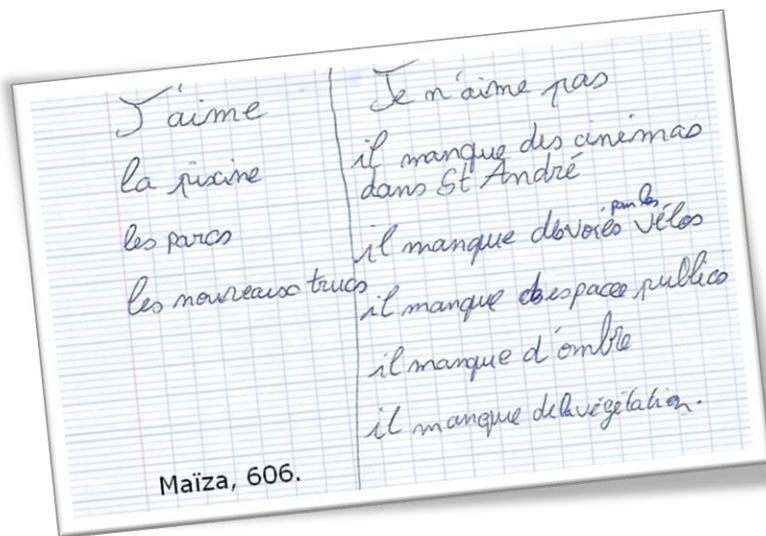 J'aime
la piscine
les parcs
les nouveaux trucs
Je n'aime pas
il manque des cinémas
dans St André
il manque des voies pour les vélos
il manque des espaces publics
il manque d'ombre
il manque de la végétation.
Maïza, 606.